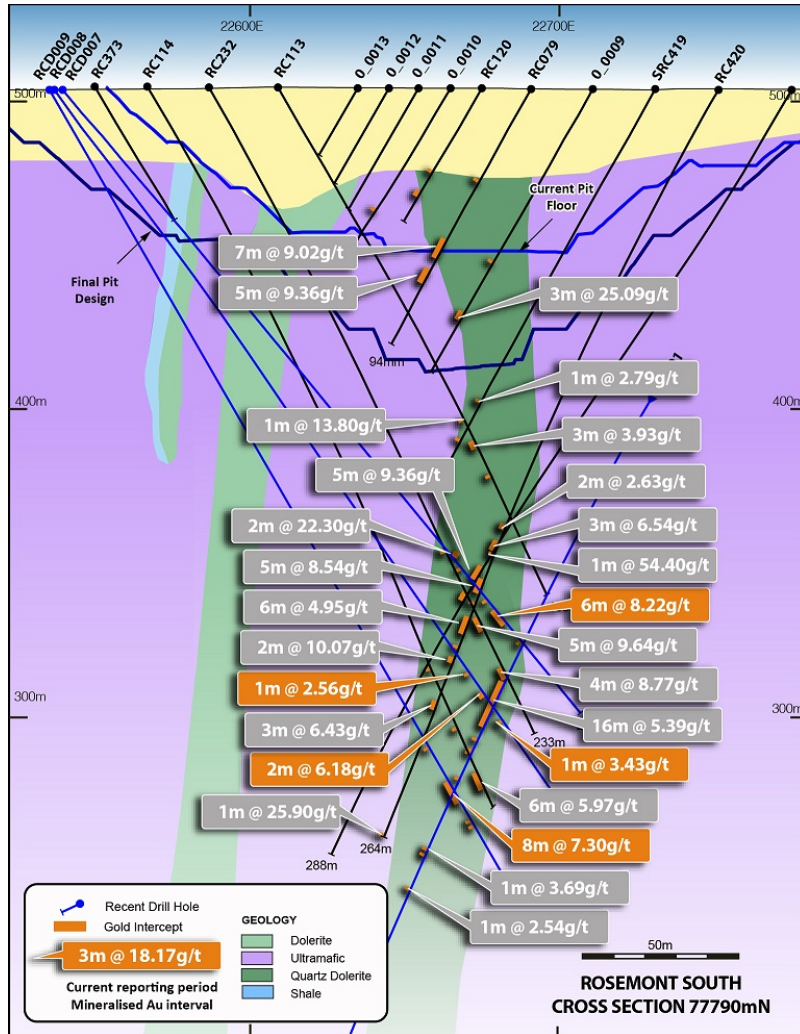 22600E
22700E
RCD009
RCD008
RCD007
RC373
RC114
RC232
RC113
0_0013
0_0012
0_0011
0_0010
RC120
RC079
0_0009
SRC419
RC420
500m
500m
Current Pit
Floor
7m @ 9.02g/t
Final Pit
Design
5m @ 9.36g/t
3m @ 25.09g/t
94mm
1m @ 2.79g/t
400m
400m
1m @ 13.80g/t
3m @ 3.93g/t
5m @ 9.36g/t
2m @ 2.63g/t
2m @ 22.30g/t
3m @ 6.54g/t
5m @ 8.54g/t
1m @ 54.40g/t
6m @ 4.95g/t
6m @ 8.22g/t
2m @ 10.07g/t
5m @ 9.64g/t
1m @ 2.56g/t
4m @ 8.77g/t
300m
300m
3m @ 6.43g/t
16m @ 5.39g/t
233m
2m @ 6.18g/t
1m @ 3.43g/t
1m @ 25.90g/t
6m @ 5.97g/t
264m
288m
8m @ 7.30g/t
1m @ 3.69g/t
1m @ 2.54g/t
Recent Drill Hole
Gold Intercept
3m @ 18.17g/t
Current reporting period
Mineralised Au interval
GEOLOGY
Dolerite
Ultramafic
Quartz Dolerite
Shale
50m
ROSEMONT SOUTH
CROSS SECTION 77790mN